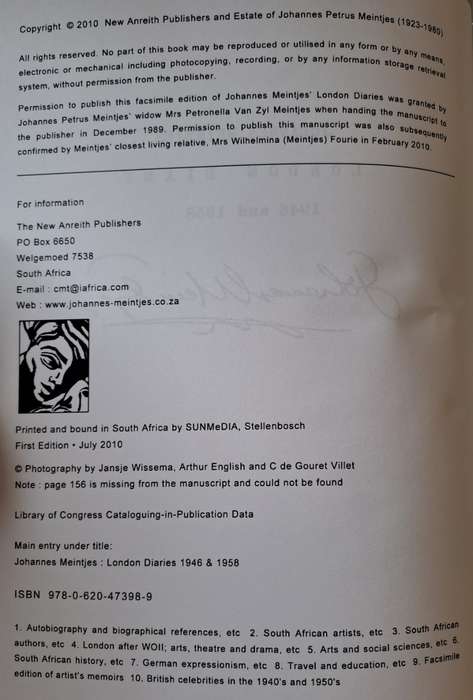 Copyright © 2010 New Anreith Publishers and Estate of Johannes Petrus Meintjes (1923-1980)
All rights reserved. No part of this book may be reproduced or utilised in any form or by any means,
electronic or mechanical including photocopying, recording, or by any information storage retrieval
system, without permission from the publisher.
Permission to publish this facsimile edition of Johannes Meintjes' London Diaries was granted by
Johannes Petrus Meintjes' widow Mrs Petronella Van Zyl Meintjes when handing the manuscript to
the publisher in December 1989. Permission to publish this manuscript was also subsequently
confirmed by Meintjes' closest living relative, Mrs Wilhelmina (Meintjes) Fourie in February 2010.
For information
The New Anreith Publishers
PO Box 6650
Welgemoed 7538
South Africa
E-mail : cmt@iafrica.com
Web : www.johannes-meintjes.co.za
Printed and bound in South Africa by SUNMeDIA, Stellenbosch
First Edition • July 2010
© Photography by Jansje Wissema, Arthur English and C de Gouret Villet
Note : page 156 is missing from the manuscript and could not be found
Library of Congress Cataloguing-in-Publication Data
Main entry under title:
Johannes Meintjes : London Diaries 1946 & 1958
ISBN 978-0-620-47398-9
1. Autobiography and biographical references, etc 2. South African artists, etc 3. South African
authors, etc 4. London after WOII; arts, theatre and drama, etc 5. Arts and social sciences, etc 6.
South African history, etc 7. German expressionism, etc 8. Travel and education, etc 9. Facsimile
edition of artist's memoirs 10. British celebrities in the 1940's and 1950's